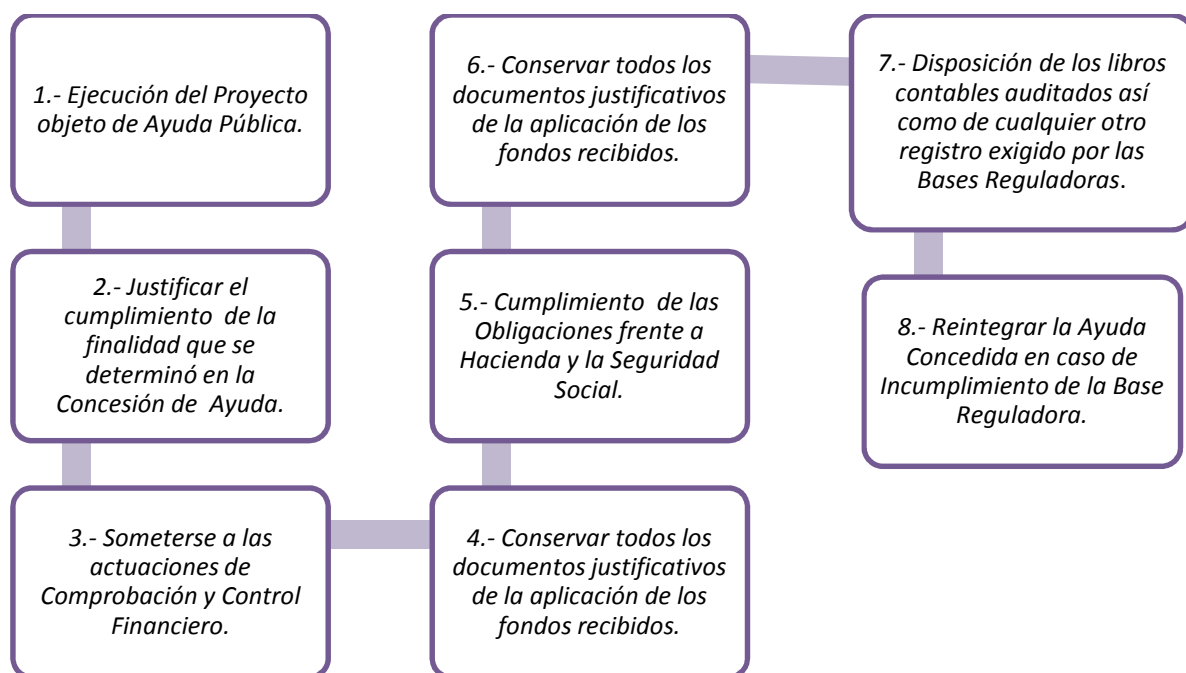 1.- Ejecución del Proyecto
objeto de Ayuda Pública.
2.- Justificar el
cumplimiento de la
finalidad que se
determinó en la
Concesión de Ayuda.
3.- Someterse a las
actuaciones de
Comprobación y Control
Financiero.
4.- Conservar todos los
documentos justificativos
de la aplicación de los
fondos recibidos.
5.- Cumplimiento de las
Obligaciones frente a
Hacienda y la Seguridad
Social.
6.- Conservar todos los
documentos justificativos
de la aplicación de los
fondos recibidos.
7.- Disposición de los libros
contables auditados así
como de cualquier otro
registro exigido por las
Bases Reguladoras.
8.- Reintegrar la Ayuda
Concedida en caso de
Incumplimiento de la Base
Reguladora.